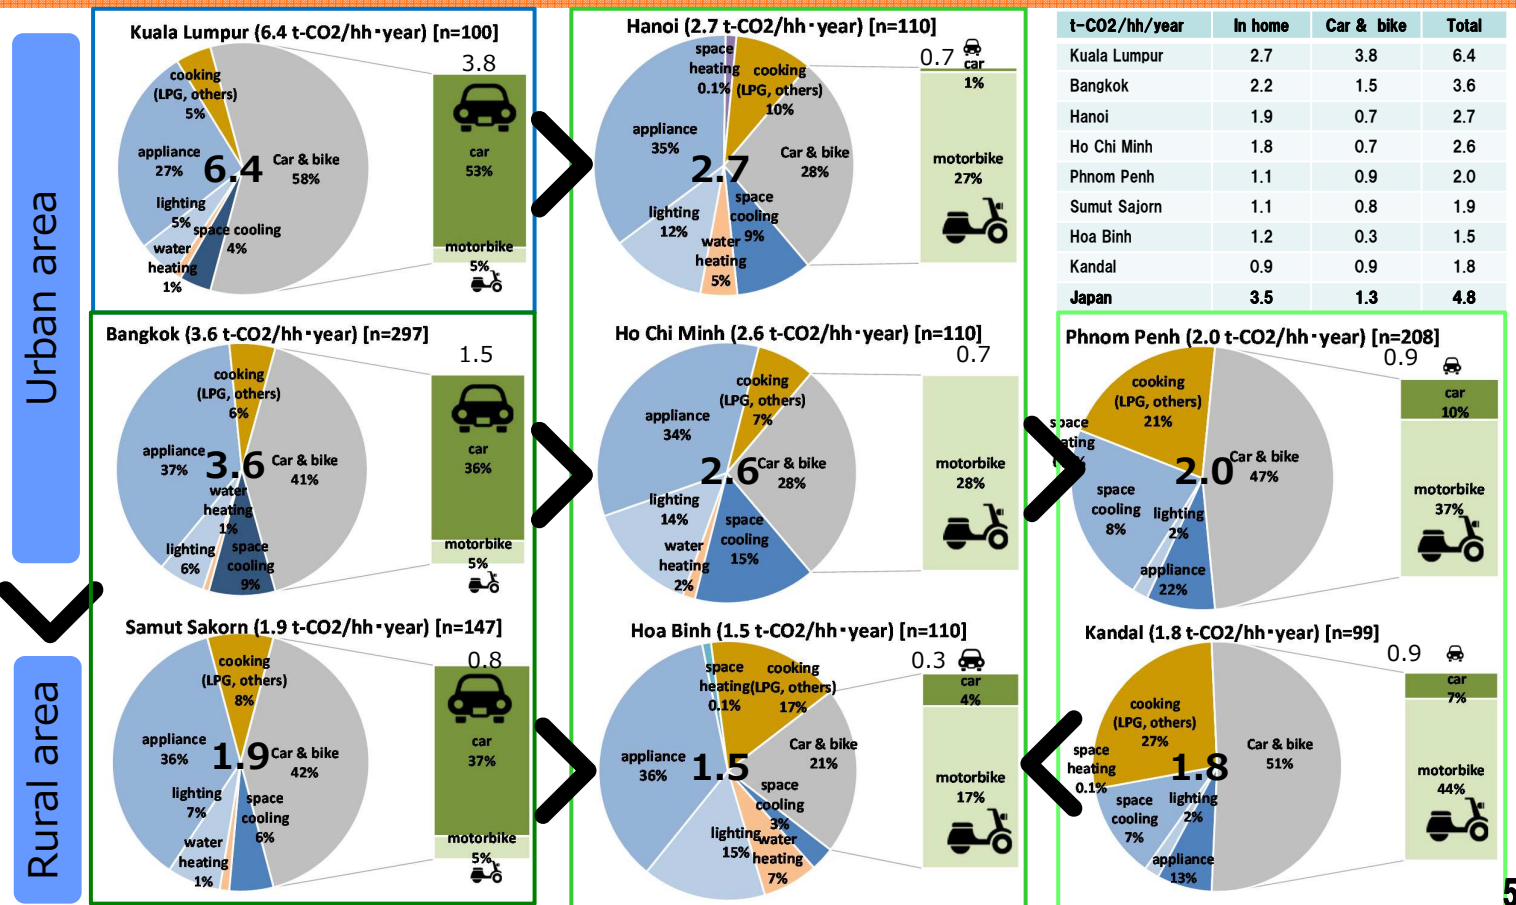 Urban area
Rural area
Kuala Lumpur (6.4 t-CO2/hh・year) [n=100]
3.8
cooking
(LPG, others)
5%
appliance
27%
6.4
Car & bike
58%
lighting
5%
space cooling
4%
water
heating
1%
car
53%
motorbike
5%
Hanoi (2.7 t-CO2/hh・year) [n=110]
0.7
space
heating
0.1%
cooking
(LPG, others)
10%
appliance
35%
2.7
Car & bike
28%
lighting
12%
space
cooling
9%
water
heating
5%
car
1%
motorbike
27%
t-CO2/hh/year In home Car & bike Total
Kuala Lumpur 2.7 3.8 6.4
Bangkok 2.2 1.5 3.6
Hanoi 1.9 0.7 2.7
Ho Chi Minh 1.8 0.7 2.6
Phnom Penh 1.1 0.9 2.0
Sumut Sajorn 1.1 0.8 1.9
Hoa Binh 1.2 0.3 1.5
Kandal 0.9 0.9 1.8
Japan 3.5 1.3 4.8
Bangkok (3.6 t-CO2/hh・year) [n=297]
1.5
cooking
(LPG, others)
6%
appliance
37%
3.6
Car & bike
41%
water
heating
1%
lighting
6%
space
cooling
9%
car
36%
motorbike
5%
Ho Chi Minh (2.6 t-CO2/hh・year) [n=110]
0.7
cooking
(LPG, others)
7%
appliance
34%
2.6
Car & bike
28%
lighting
14%
space
cooling
15%
water
heating
2%
motorbike
28%
Phnom Penh (2.0 t-CO2/hh・year) [n=208]
0.9
cooking
(LPG, others)
21%
space
2.0
Car & bike
47%
space
cooling
8%
lighting
2%
appliance
22%
car
10%
motorbike
37%
Samut Sakorn (1.9 t-CO2/hh・year) [n=147]
0.8
cooking
(LPG, others)
8%
appliance
36%
1.9
Car & bike
42%
lighting
7%
space
cooling
6%
water
heating
1%
car
37%
motorbike
5%
Hoa Binh (1.5 t-CO2/hh・year) [n=110]
0.3
space
heating
0.1%
cooking
(LPG, others)
17%
appliance
36%
1.5
Car & bike
21%
space
cooling
3%
lighting
15%
water
heating
7%
car
4%
motorbike
17%
Kandal (1.8 t-CO2/hh・year) [n=99]
0.9
cooking
(LPG, others)
27%
space
heating
0.1%
1.8
Car & bike
51%
space
cooling
7%
lighting
2%
appliance
13%
car
7%
motorbike
44%
5